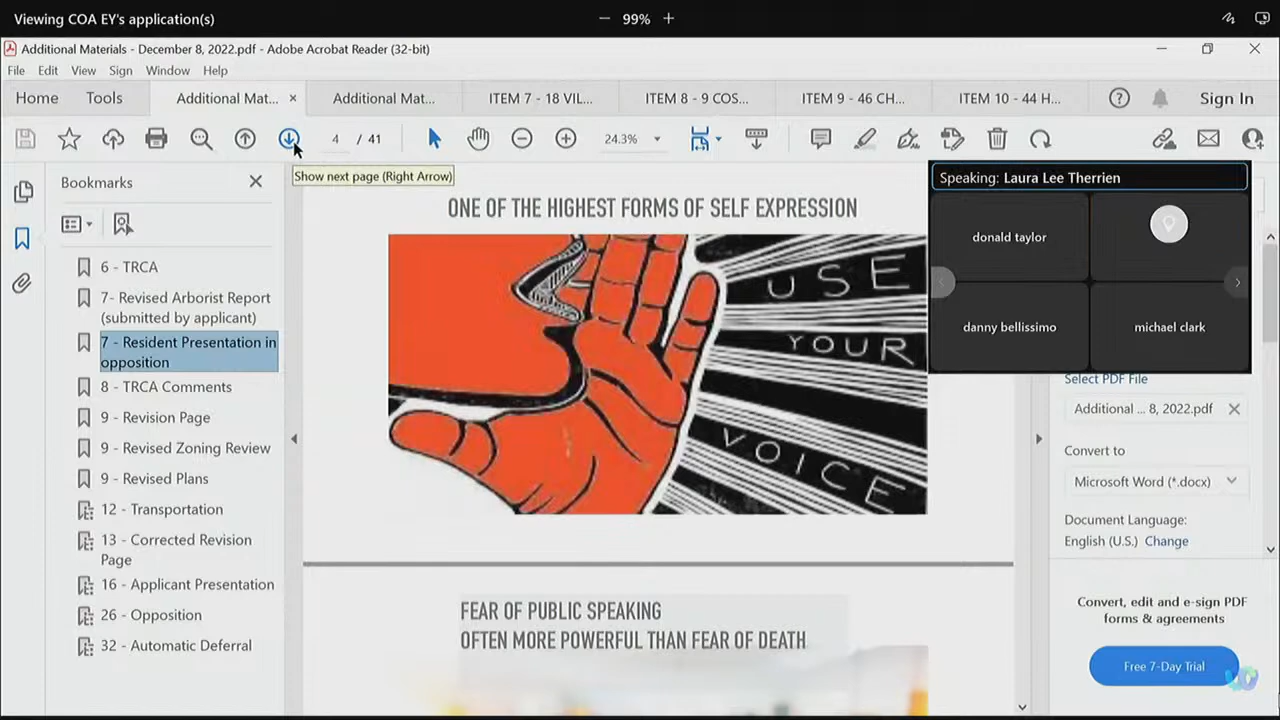 Viewing COA EY's application(s)
99%
Additional Materials - December 8, 2022.pdf - Adobe Acrobat Reader (32-bit)
File Edit View Sign Window Help
Home Tools Additional Mat... × Additional Mat... ITEM 7 - 18 VIL... ITEM 8 - 9 COS... ITEM 9 - 46 CH... ITEM 10 - 44 H... Sign In
4 / 41 24.3%
Show next page (Right Arrow)
Bookmarks
6 - TRCA
7- Revised Arborist Report
(submitted by applicant)
7 - Resident Presentation in
opposition
8 - TRCA Comments
9 - Revision Page
9 - Revised Zoning Review
9 - Revised Plans
12 - Transportation
13 - Corrected Revision
Page
16 - Applicant Presentation
26 - Opposition
32 - Automatic Deferral
ONE OF THE HIGHEST FORMS OF SELF EXPRESSION
USE
YOUR
VOICE
FEAR OF PUBLIC SPEAKING
OFTEN MORE POWERFUL THAN FEAR OF DEATH
Speaking: Laura Lee Therrien
donald taylor
danny bellissimo
michael clark
Select PDF File
Additional ... 8, 2022.pdf
Convert to
Microsoft Word (*.docx)
Document Language:
English (U.S.) Change
Convert, edit and e-sign PDF
forms & agreements
Free 7-Day Trial